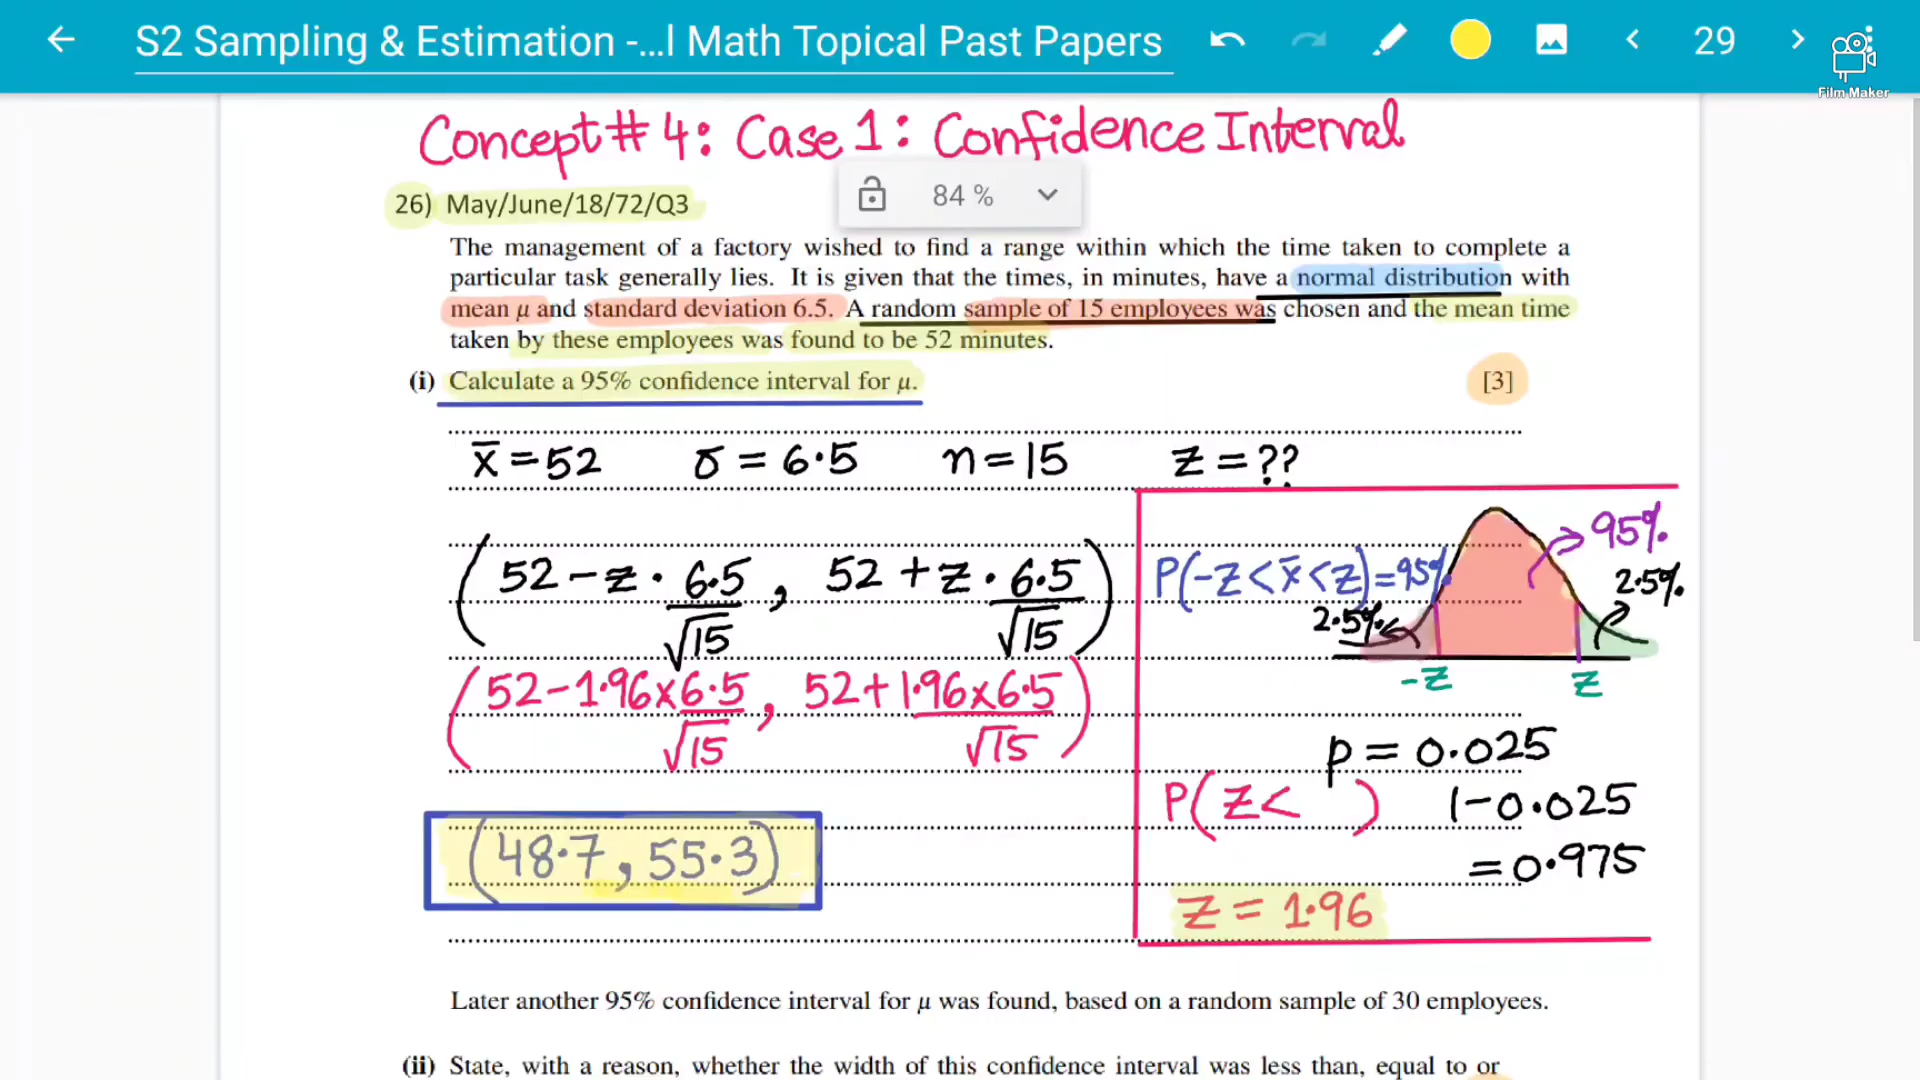 S2 Sampling & Estimation -...l Math Topical Past Papers
29
Film Maker
Concept# 4: Case 1: Confidence Interval
84 %
26) May/June/18/72/Q3
The management of a factory wished to find a range within which the time taken to complete a
particular task generally lies. It is given that the times, in minutes, have a normal distribution with
mean μ and standard deviation 6.5. A random sample of 15 employees was chosen and the mean time
taken by these employees was found to be 52 minutes.
(i) Calculate a 95% confidence interval for μ. [3]
x̅ = 52 σ = 6.5 n = 15 z = ??
(52 - z . 6.5/√15 , 52 + z . 6.5/√15)
P(-z < x̅ < z) = 95%
95%
2.5%
2.5%
-z z
(52 - 1.96 x 6.5/√15 , 52 + 1.96 x 6.5/√15)
p = 0.025
P(z < ) 1 - 0.025
= 0.975
(48.7, 55.3)
z = 1.96
Later another 95% confidence interval for μ was found, based on a random sample of 30 employees.
(ii) State, with a reason, whether the width of this confidence interval was less than, equal to or